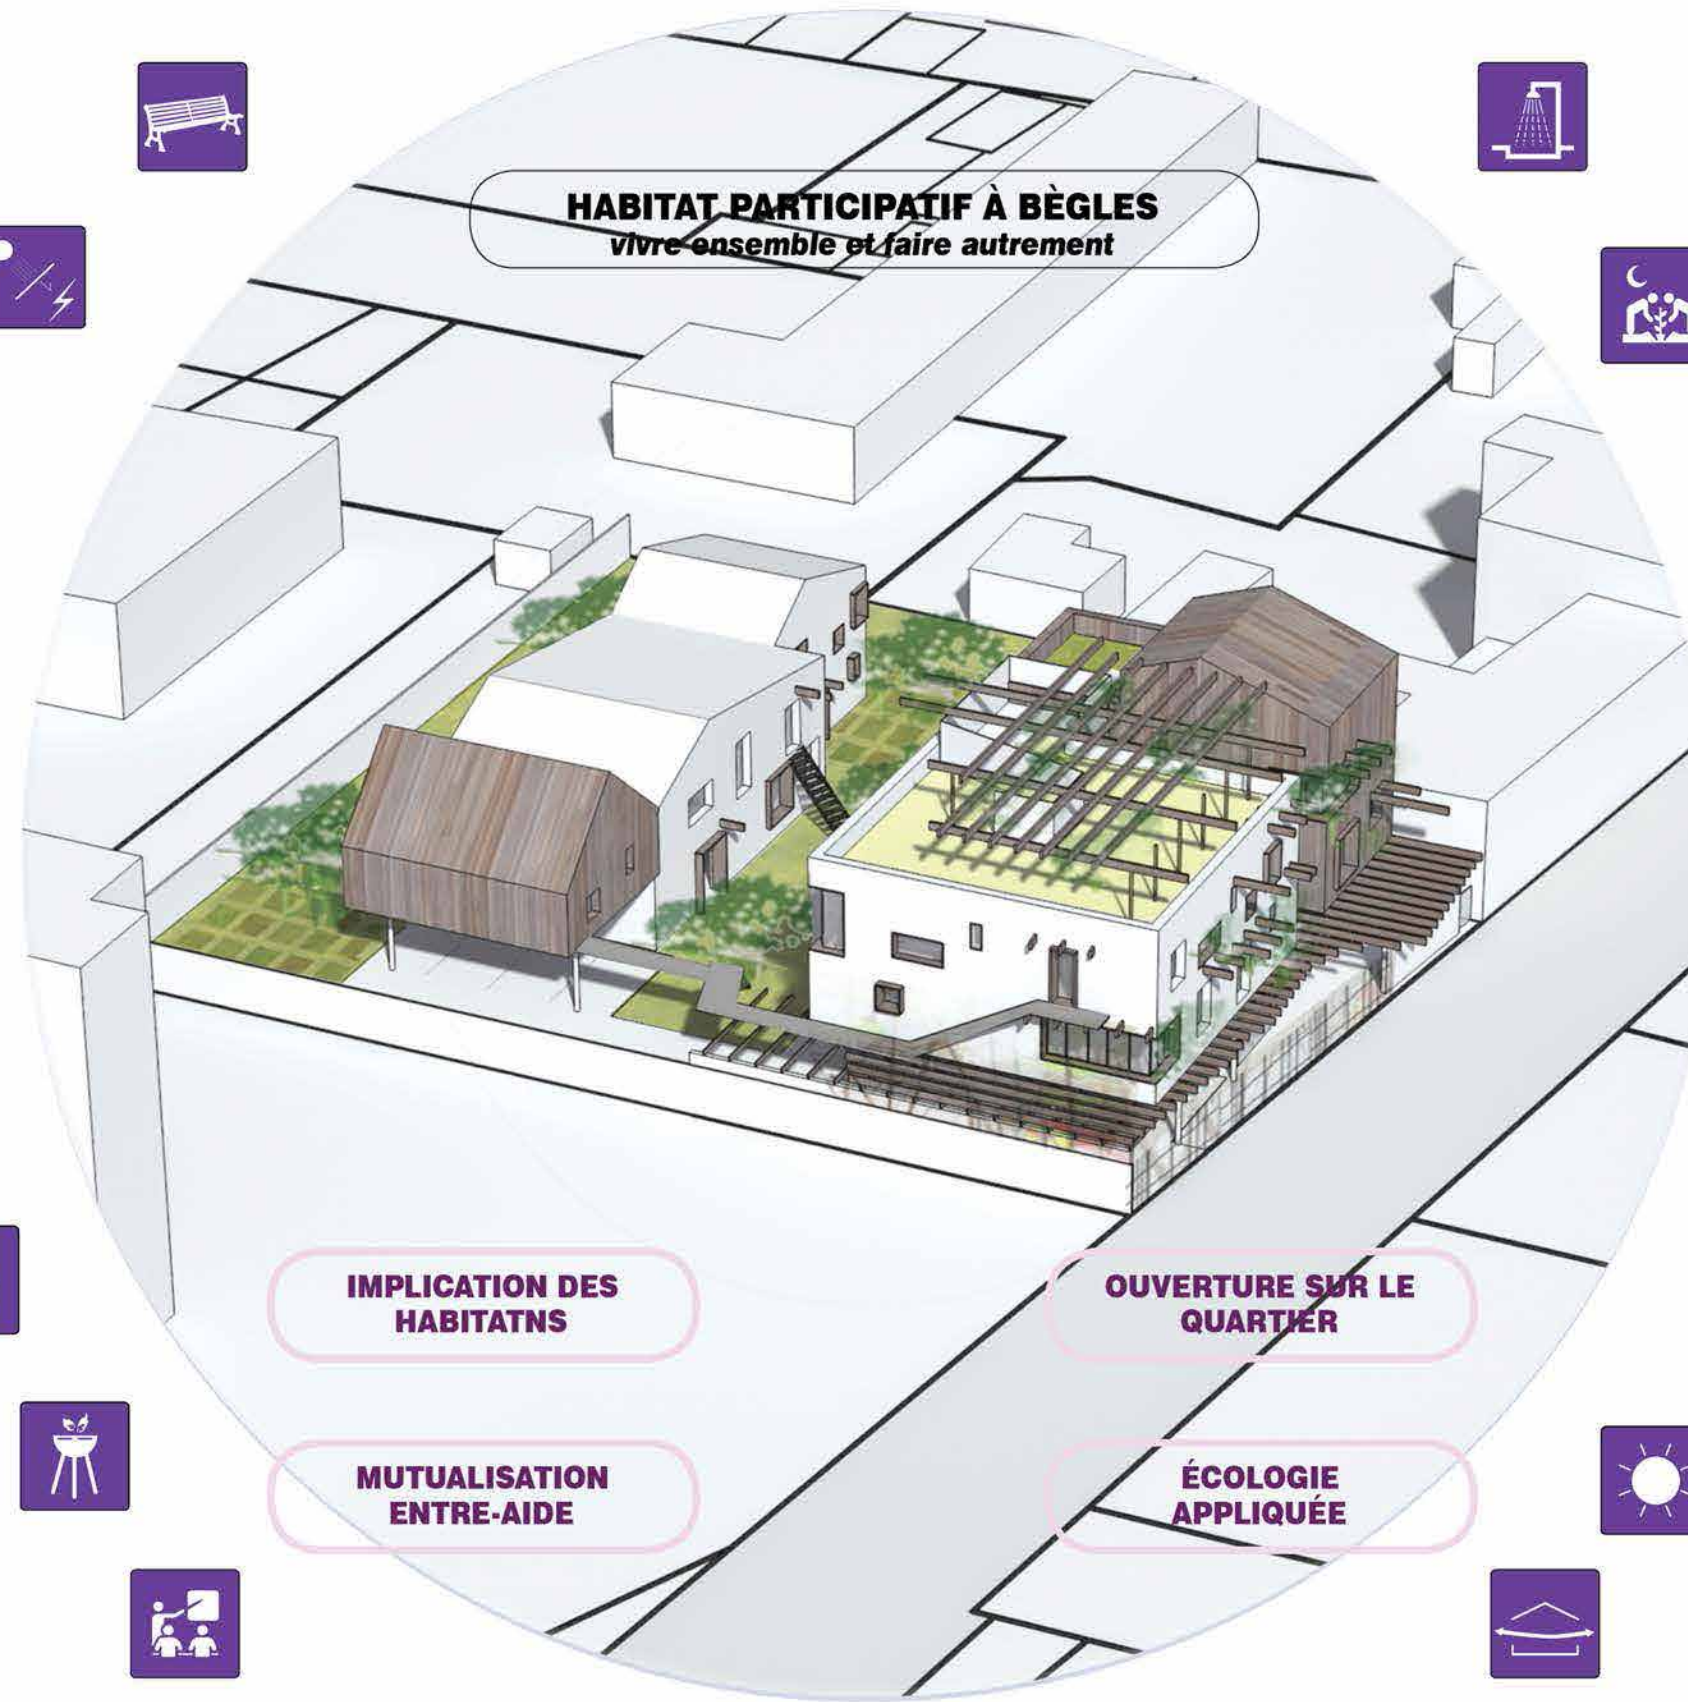 HABITAT PARTICIPATIF À BÈGLES
vivre ensemble et faire autrement
IMPLICATION DES
HABITATNS
OUVERTURE SUR LE
QUARTIER
MUTUALISATION
ENTRE-AIDE
ÉCOLOGIE
APPLIQUÉE